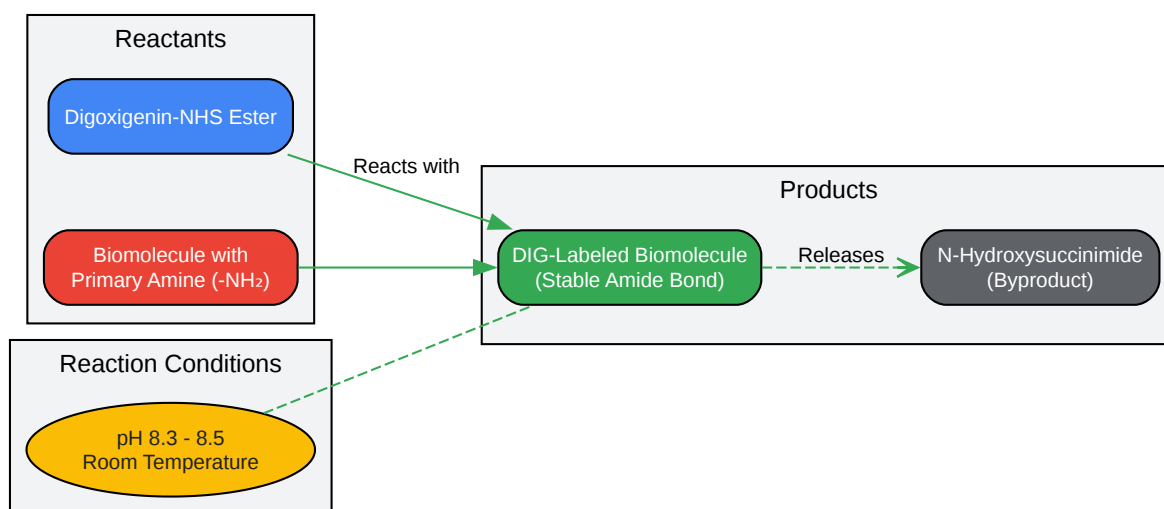 Reactants
Digoxigenin-NHS Ester
Biomolecule with
Primary Amine (-NH₂)
Reacts with
Products
DIG-Labeled Biomolecule
(Stable Amide Bond)
Releases
N-Hydroxysuccinimide
(Byproduct)
Reaction Conditions
pH 8.3 - 8.5
Room Temperature